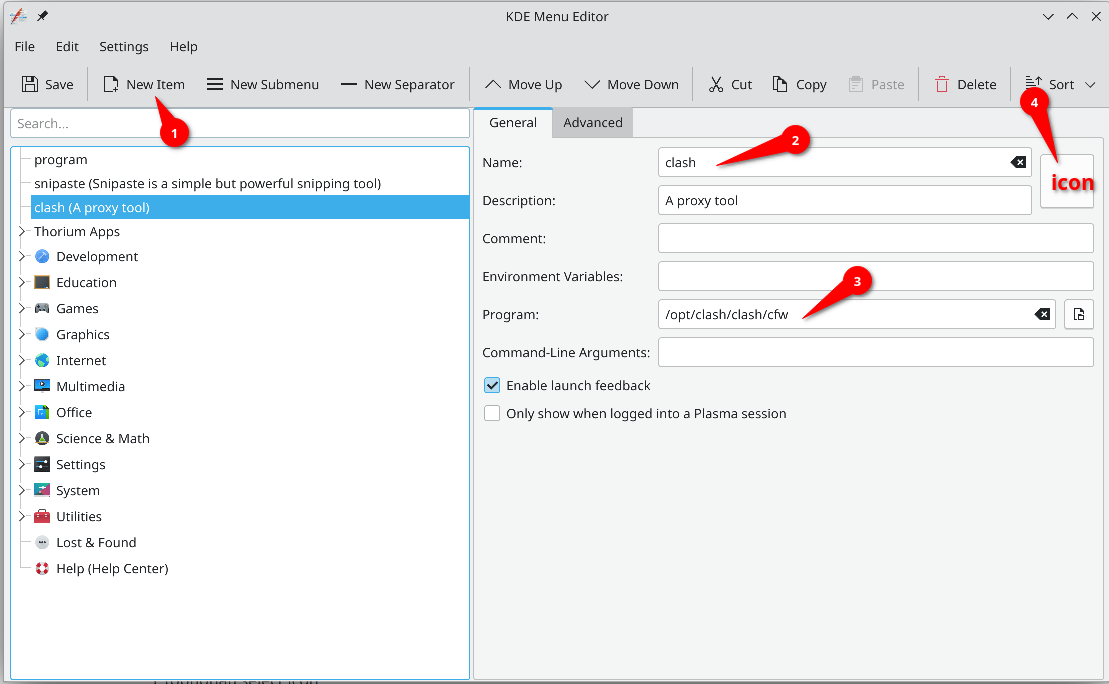 KDE Menu Editor
File Edit Settings Help
Save New Item New Submenu New Separator Move Up Move Down Cut Copy Paste Delete Sort
1
4
Search...
General Advanced
program
snipaste (Snipaste is a simple but powerful snipping tool)
clash (A proxy tool)
Thorium Apps
Development
Education
Games
Graphics
Internet
Multimedia
Office
Science & Math
Settings
System
Utilities
Lost & Found
Help (Help Center)
Name: clash
2
icon
Description: A proxy tool
Comment:
Environment Variables:
3
Program: /opt/clash/clash/cfw
Command-Line Arguments:
Enable launch feedback
Only show when logged into a Plasma session